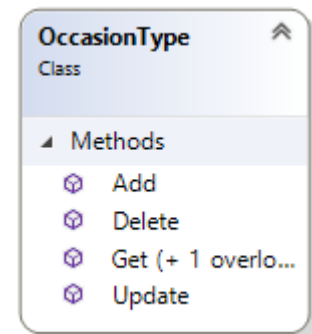 OccasionType
Class
Methods
Add
Delete
Get (+ 1 overlo...
Update